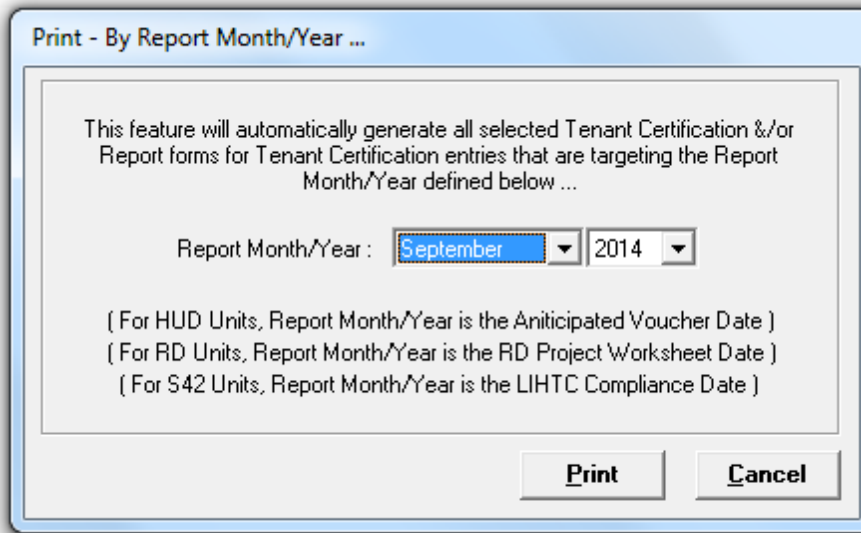 Print - By Report Month/Year ...
This feature will automatically generate all selected Tenant Certification &/or
Report forms for Tenant Certification entries that are targeting the Report
Month/Year defined below ...
Report Month/Year : September 2014
( For HUD Units, Report Month/Year is the Aniticipated Voucher Date )
( For RD Units, Report Month/Year is the RD Project Worksheet Date )
( For S42 Units, Report Month/Year is the LIHTC Compliance Date )
Print Cancel